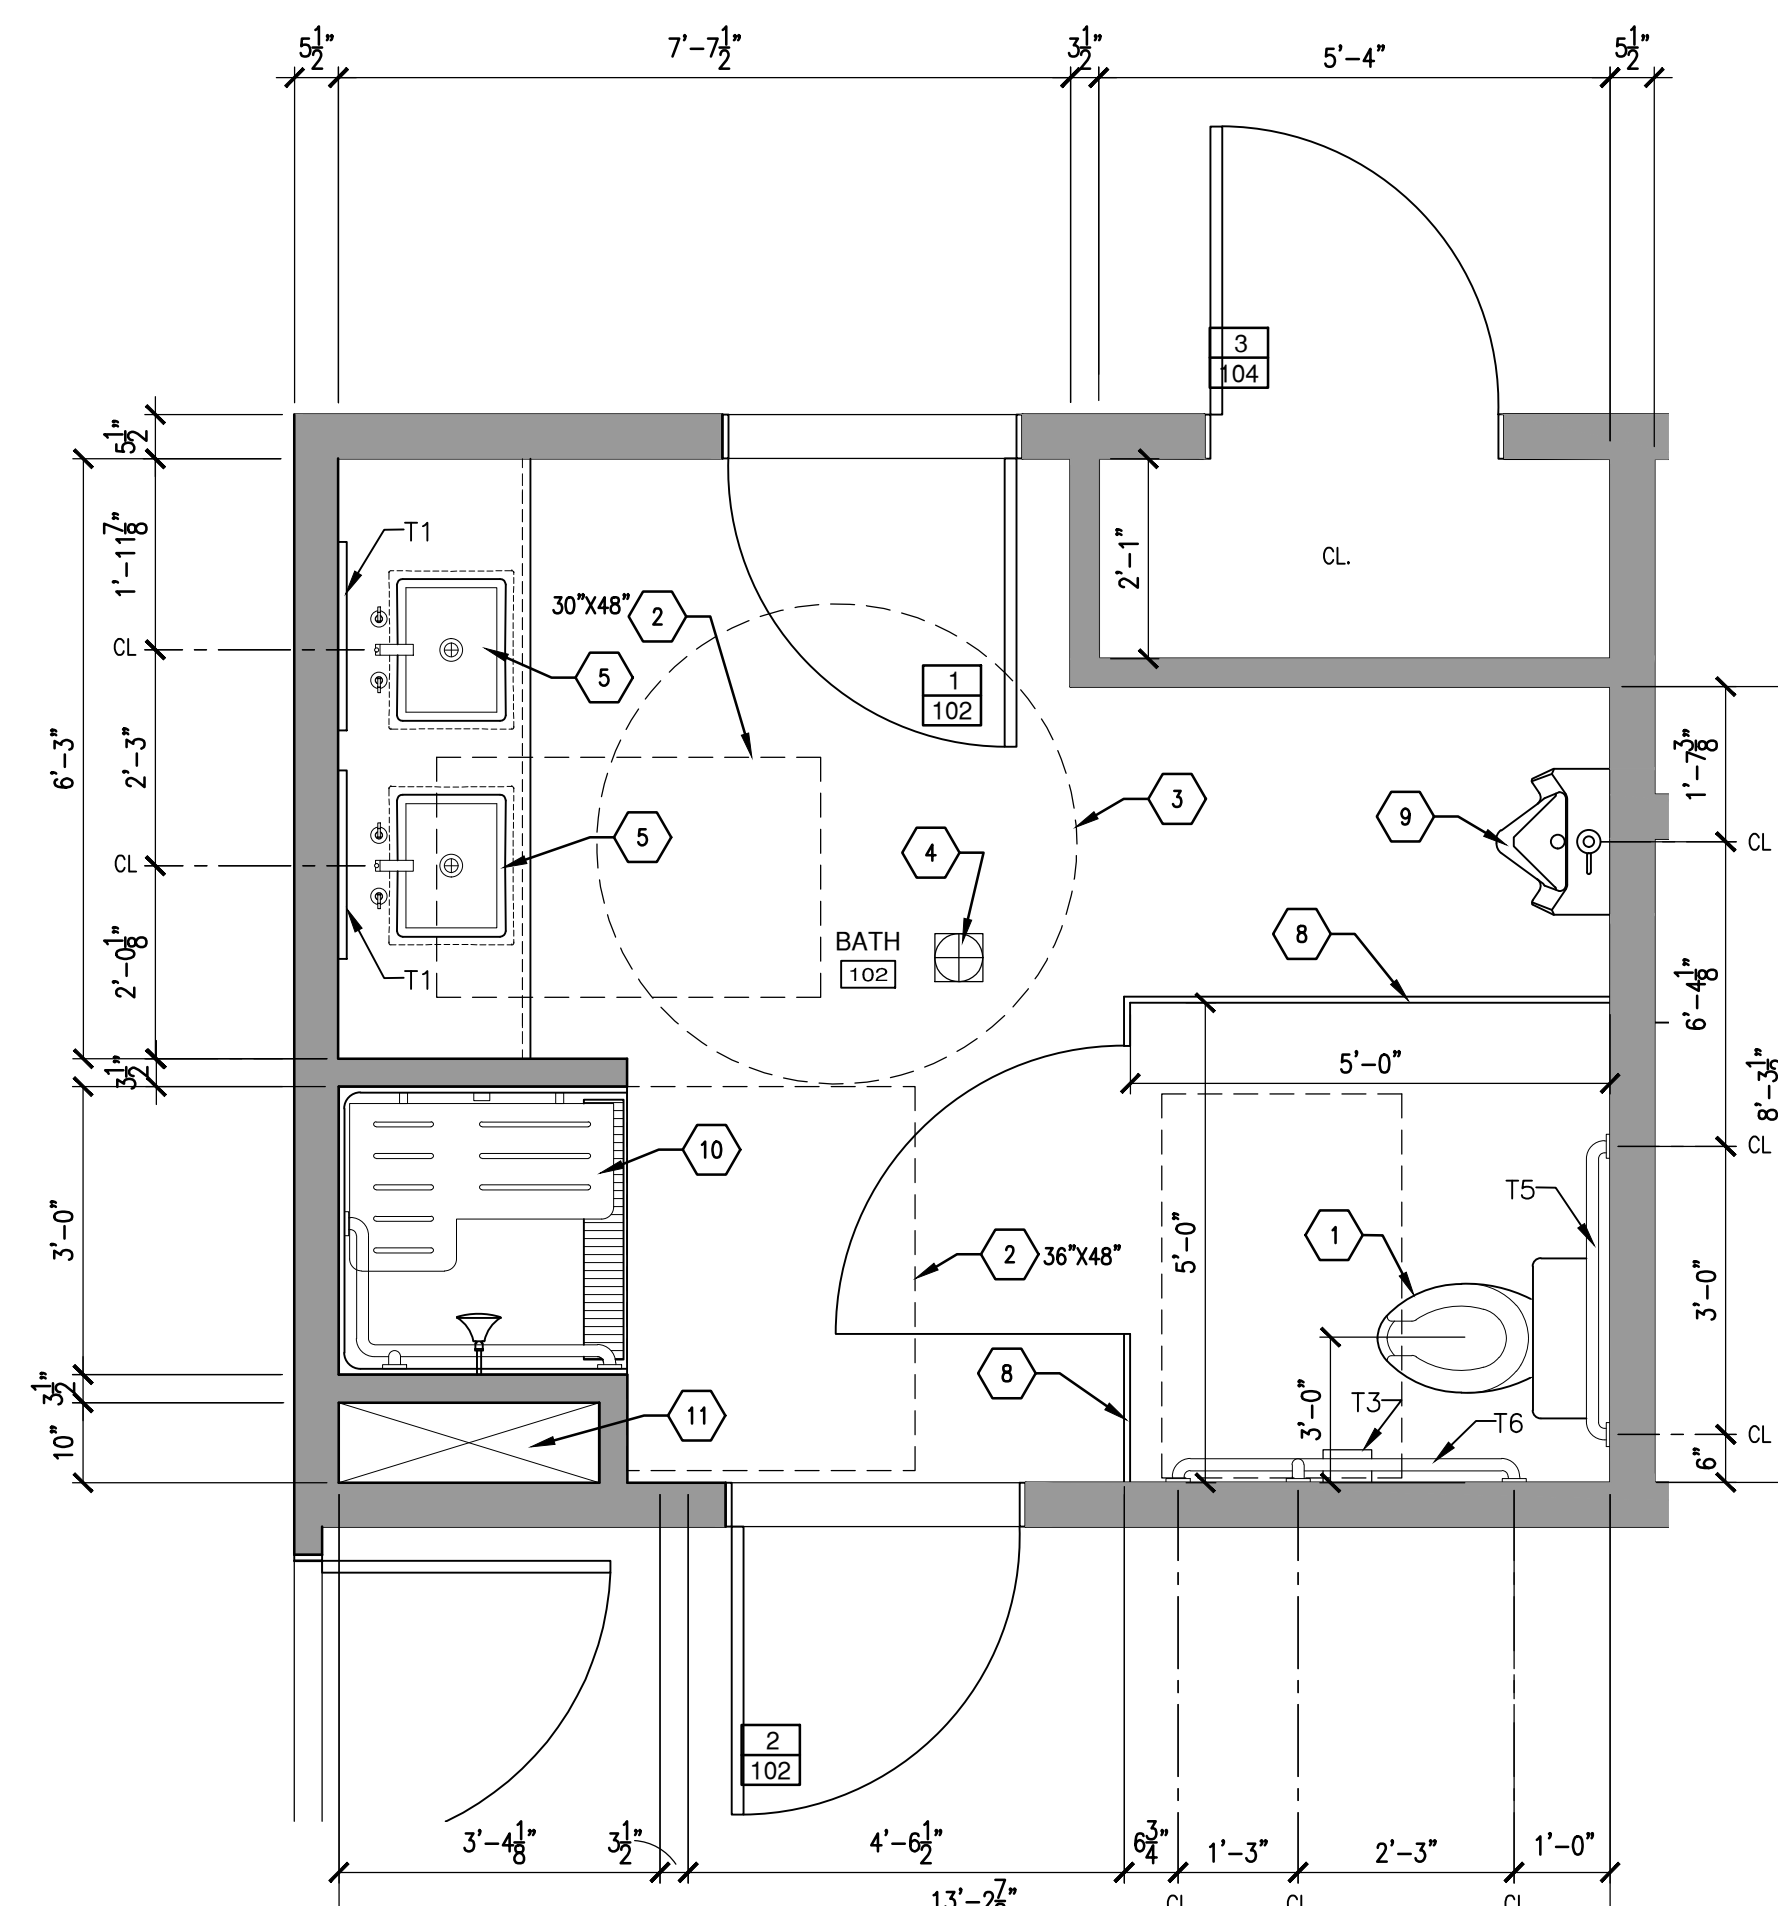 5½" 7'-7½" 3½" 5'-4" 5½"
3
104
5½"
1'-11⅞"
CL
2'-3"
6'-3"
CL
2'-0⅛"
3½"
3'-0"
3½"
10"
T1
T1
30"X48" 2
5
5
1
102
3
4
BATH
102
CL.
2'-1"
9
8
1'-7⅜"
CL
6'-4⅛"
8'-3½"
CL
3'-0"
CL
6"
5'-0"
5'-0"
10
2 36"X48"
1
T5
8
3'-0"
T3
T6
11
2
102
3'-4⅛" 3½" 4'-6½" 6¾" 1'-3" 2'-3" 1'-0"
CL CL CL